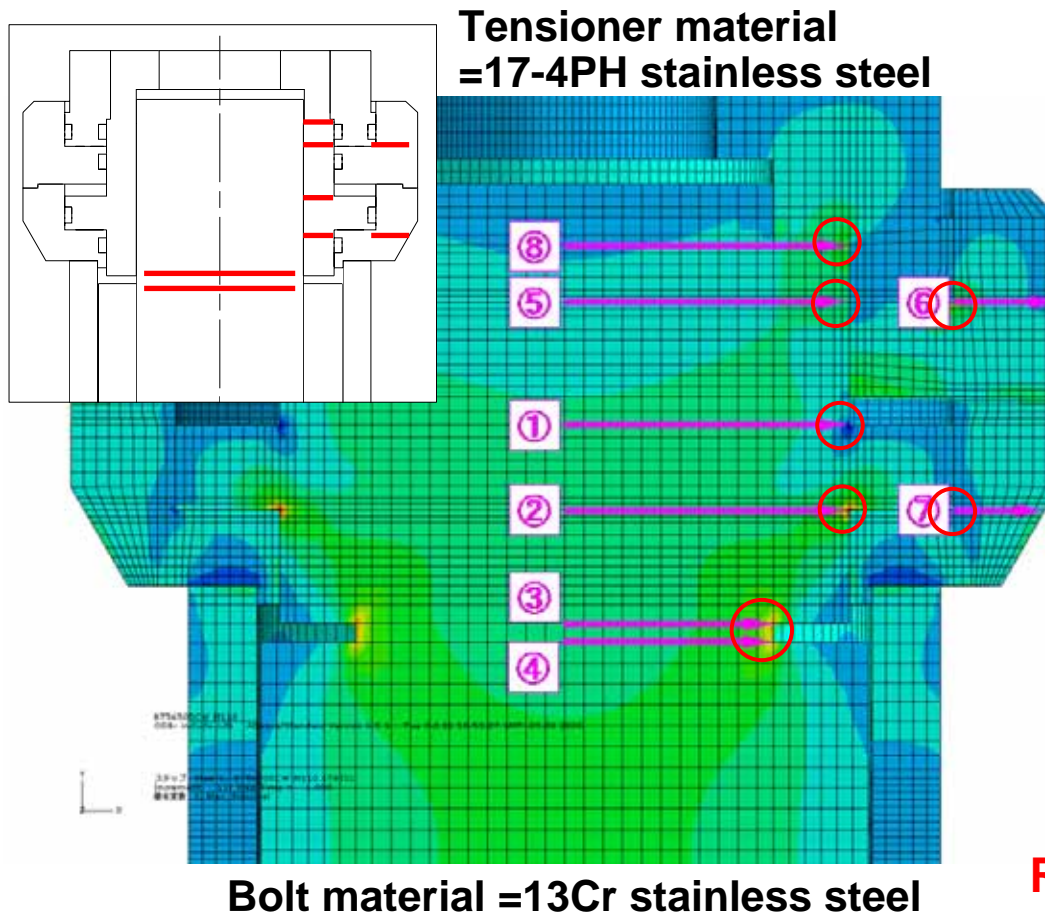 Tensioner material
=17-4PH stainless steel
⑧
⑤
⑥
①
②
⑦
③
④
Bolt material =13Cr stainless steel